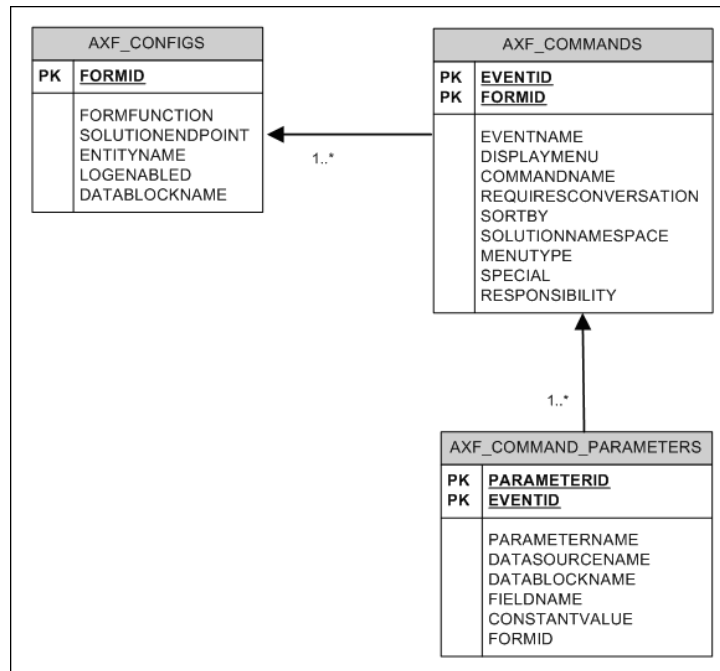 AXF_CONFIGS
PK FORMID
FORMFUNCTION
SOLUTIONENDPOINT
ENTITYNAME
LOGENABLED
DATABLOCKNAME
1..*
AXF_COMMANDS
PK EVENTID
PK FORMID
EVENTNAME
DISPLAYMENU
COMMANDNAME
REQUIRESCONVERSATION
SORTBY
SOLUTIONNAMESPACE
MENUTYPE
SPECIAL
RESPONSIBILITY
1..*
AXF_COMMAND_PARAMETERS
PK PARAMETERID
PK EVENTID
PARAMETERNAME
DATASOURCENAME
DATABLOCKNAME
FIELDNAME
CONSTANTVALUE
FORMID